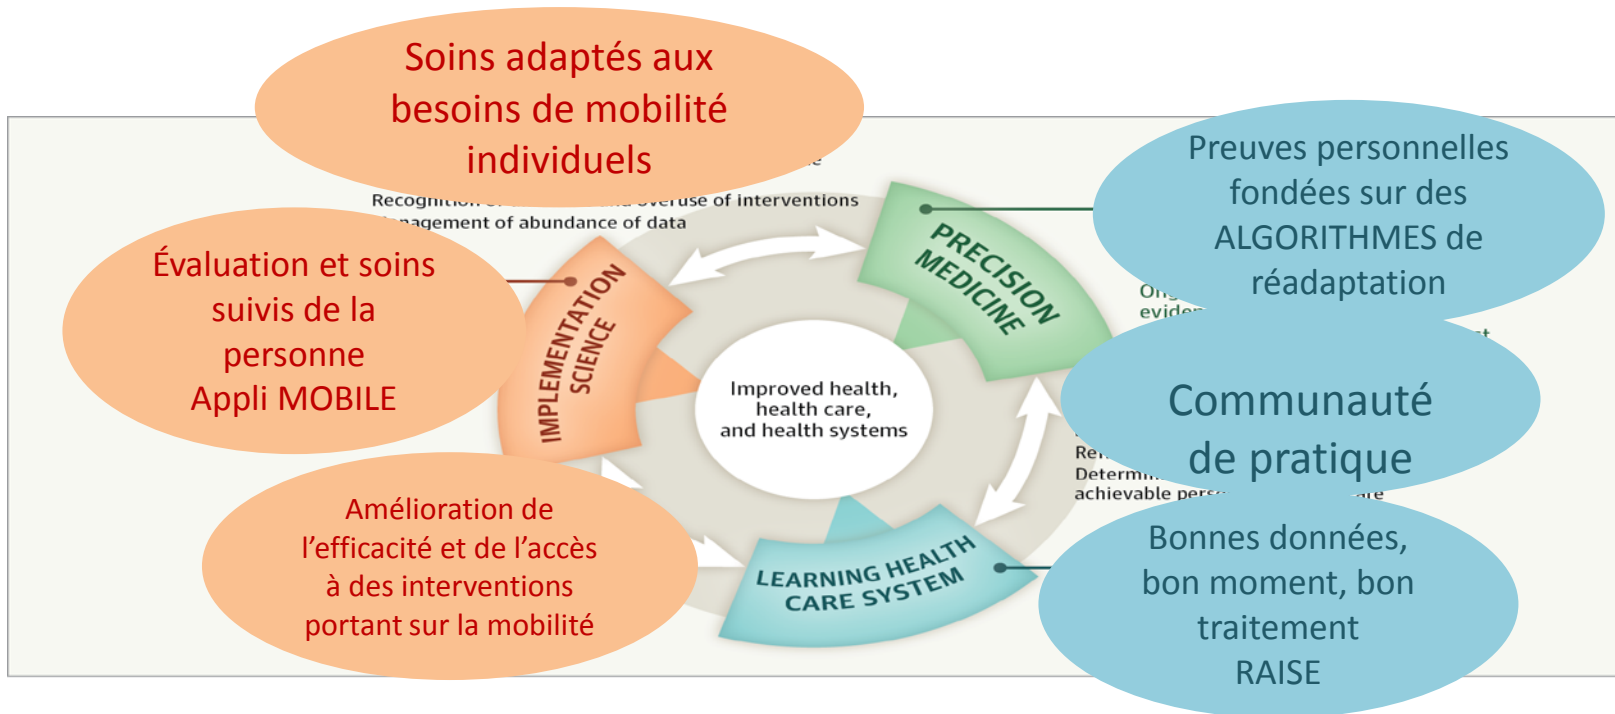 Soins adaptés aux
besoins de mobilité
individuels
Recognition of overuse of interventions
of abundance of data
Évaluation et soins
suivis de la
personne
Appli MOBILE
Amélioration de
l’efficacité et de l’accès
à des interventions
portant sur la mobilité
IMPLEMENTATION
SCIENCE
PRECISION
MEDICINE
Improved health,
health care,
and health systems
LEARNING HEALTH
CARE SYSTEM
Preuves personnelles
fondées sur des
ALGORITHMES de
réadaptation
Communauté
de pratique
achievable
Bonnes données,
bon moment, bon
traitement
RAISE